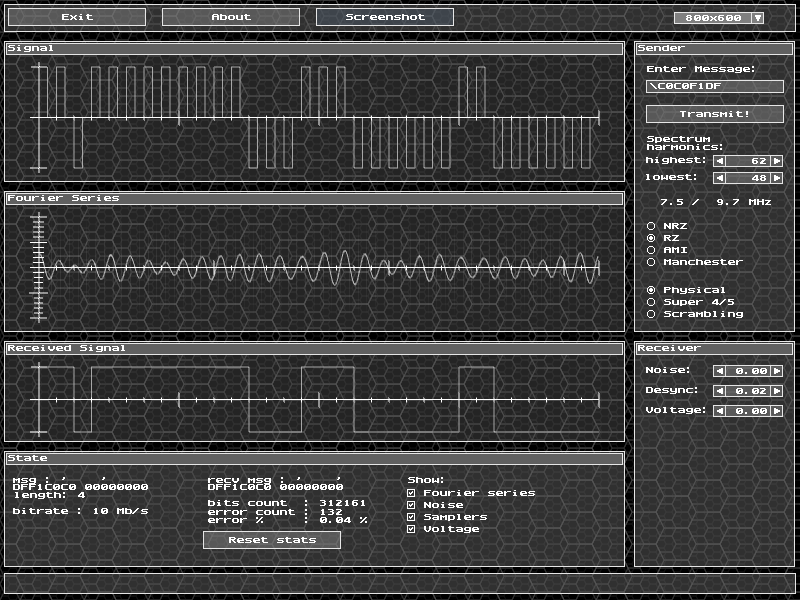 Exit About Screenshot 800x600
Signal
Sender
Enter Message:
\C0C0F1DF
Transmit!
Spectrum
harmonics:
highest: 62
lowest: 48
7.5 / 9.7 MHz
NRZ
RZ
AMI
Manchester
Physical
Super 4/5
Scrambling
Fourier Series
Received Signal
Receiver
Noise: 0.00
Desync: 0.02
Voltage: 0.00
State
msg : ' '
DFF1C0C0 00000000
length: 4
bitrate : 10 Mb/s
recv msg : ' '
DFF1C0C0 00000000
bits count : 312161
error count : 132
error % : 0.04 %
Reset stats
Show:
Fourier series
Noise
Samplers
Voltage